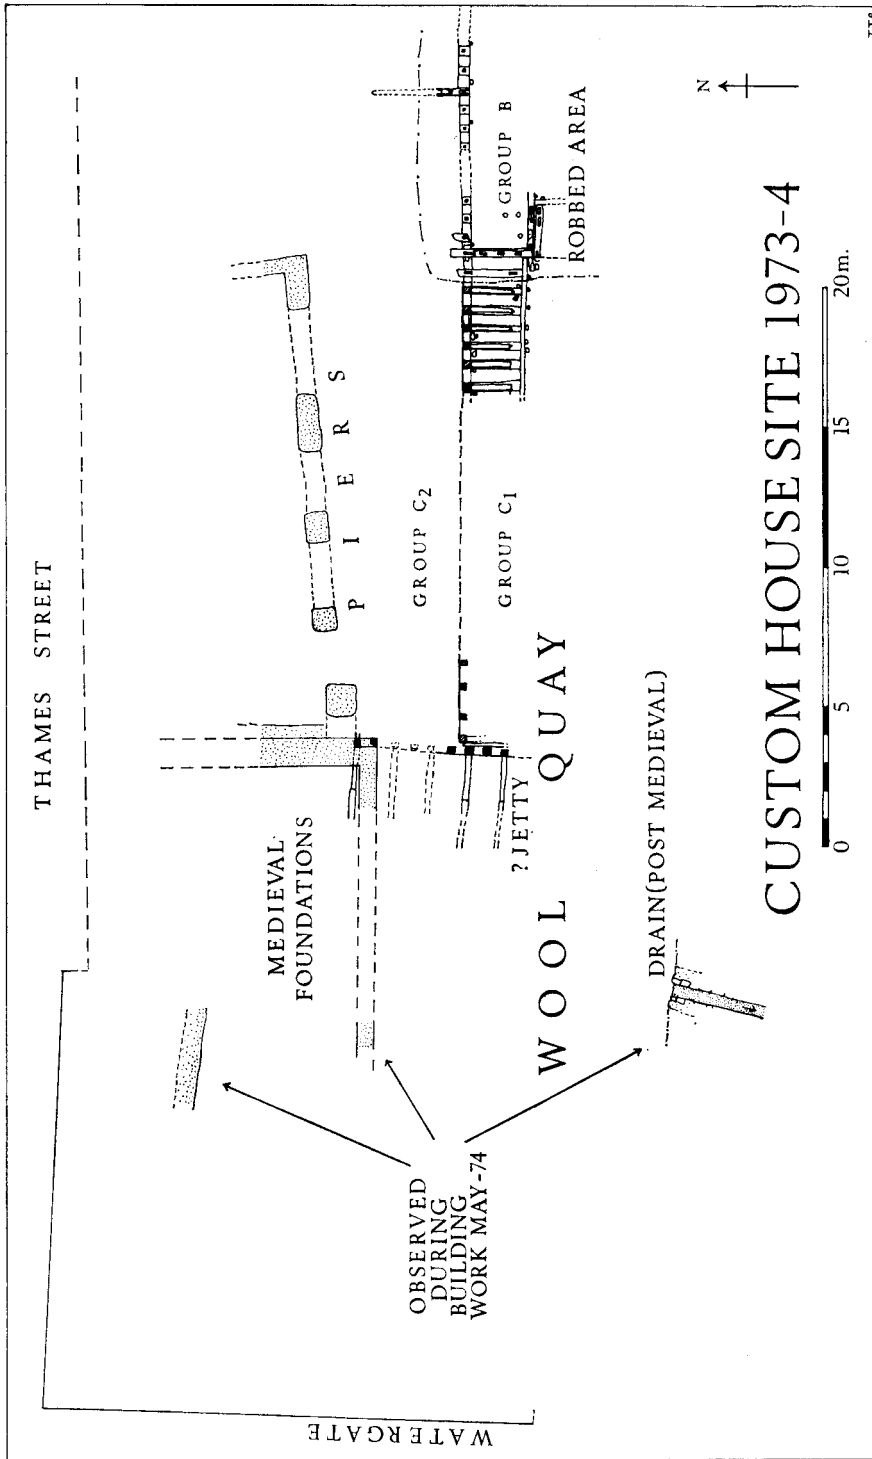 THAMES STREET
WATERGATE
MEDIEVAL
FOUNDATIONS
PIERS
OBSERVED
DURING
BUILDING
WORK MAY-74
GROUP C2
GROUP C1
GROUP B
ROBBED AREA
? JETTY
WOOL QUAY
DRAIN(POST MEDIEVAL)
N
CUSTOM HOUSE SITE 1973-4
0 5 10 15 20m.